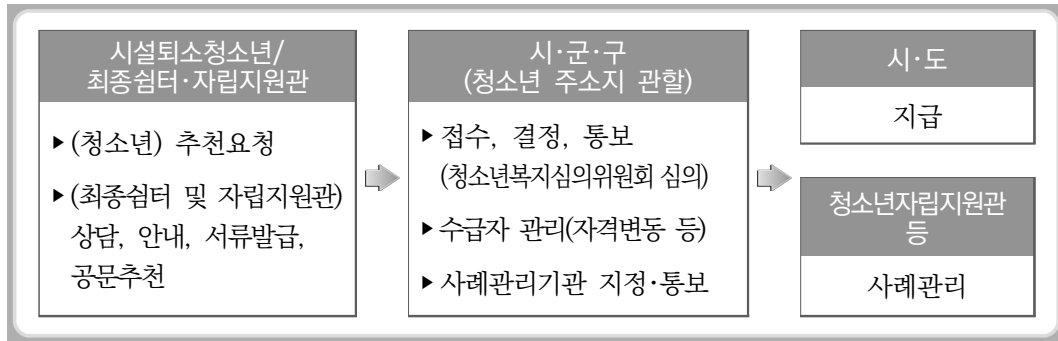 시설퇴소청소년/
최종쉼터·자립지원관
▶(청소년) 추천요청
▶(최종쉼터 및 자립지원관)
상담, 안내, 서류발급,
공문추천
시·군·구
(청소년 주소지 관할)
▶접수, 결정, 통보
(청소년복지심의위원회 심의)
▶수급자 관리(자격변동 등)
▶사례관리기관 지정·통보
시·도
지급
청소년자립지원관
등
사례관리